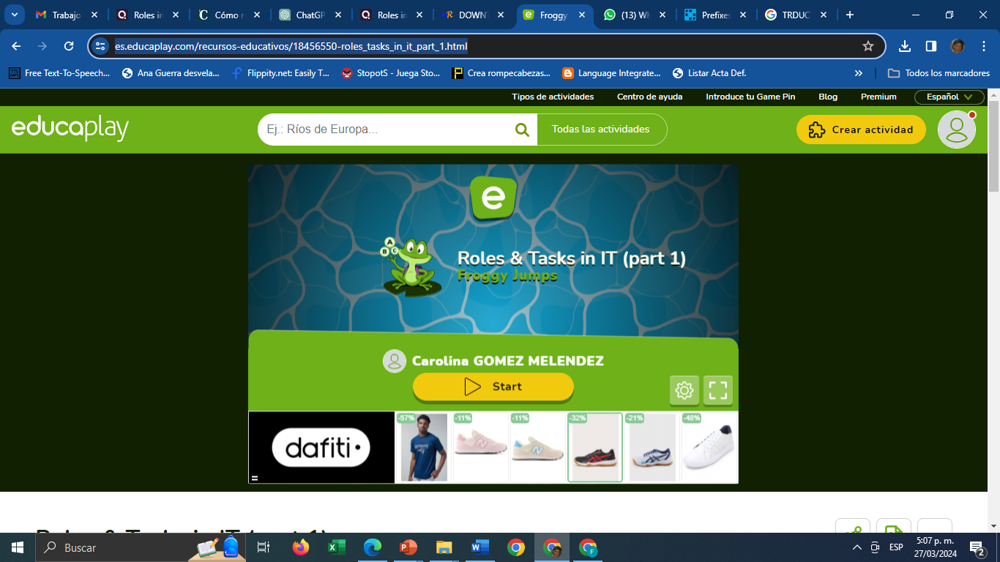 Trabajo
Roles in
Cómo r
ChatGP
Roles in
DOWN
Froggy
(13) Wh
Prefixes
TRDUC
es.educaplay.com/recursos-educativos/18456550-roles_tasks_in_it_part_1.html
Free Text-To-Speech...
Ana Guerra desvela...
Flippity.net: Easily T...
StopotS - Juega Sto...
Crea rompecabezas...
Language Integrate...
Listar Acta Def.
»
Todos los marcadores
Tipos de actividades
Centro de ayuda
Introduce tu Game Pin
Blog
Premium
Español
educaplay
Ej.: Ríos de Europa...
Todas las actividades
Crear actividad
e
A
B
C
Roles & Tasks in IT (part 1)
Froggy Jumps
Carolina GOMEZ MELENDEZ
Start
dafiti
-57%
-11%
-11%
-32%
-21%
-48%
Roles & Tasks in IT (part 1)
Buscar
ESP
5:07 p. m.
27/03/2024
2